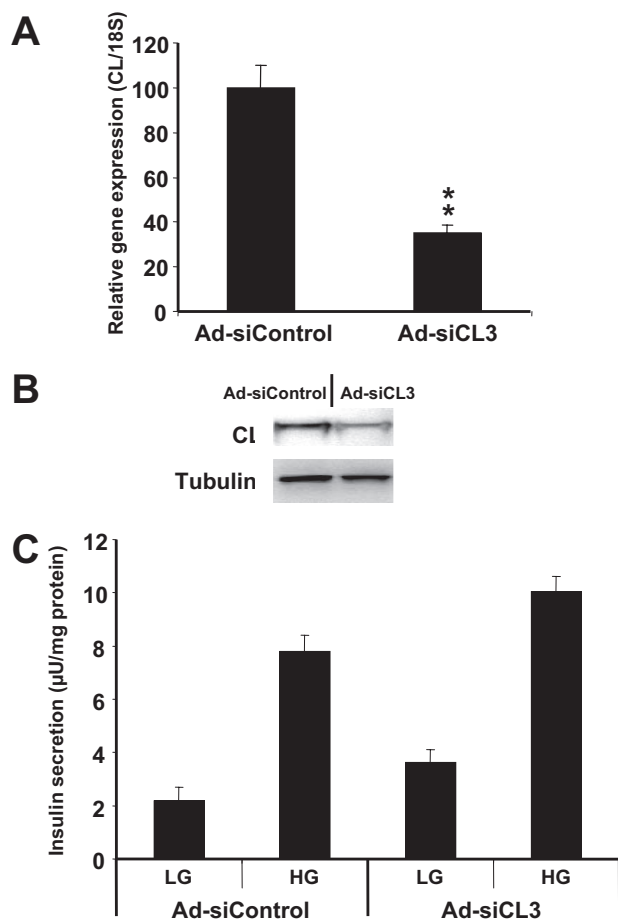 A
Relative gene expression (CL/18S)
120
100
80
60
40
20
0
**
Ad-siControl
Ad-siCL3
B
Ad-siControl Ad-siCL3
CL
Tubulin
C
Insulin secretion (µU/mg protein)
12
10
8
6
4
2
0
LG HG LG HG
Ad-siControl Ad-siCL3